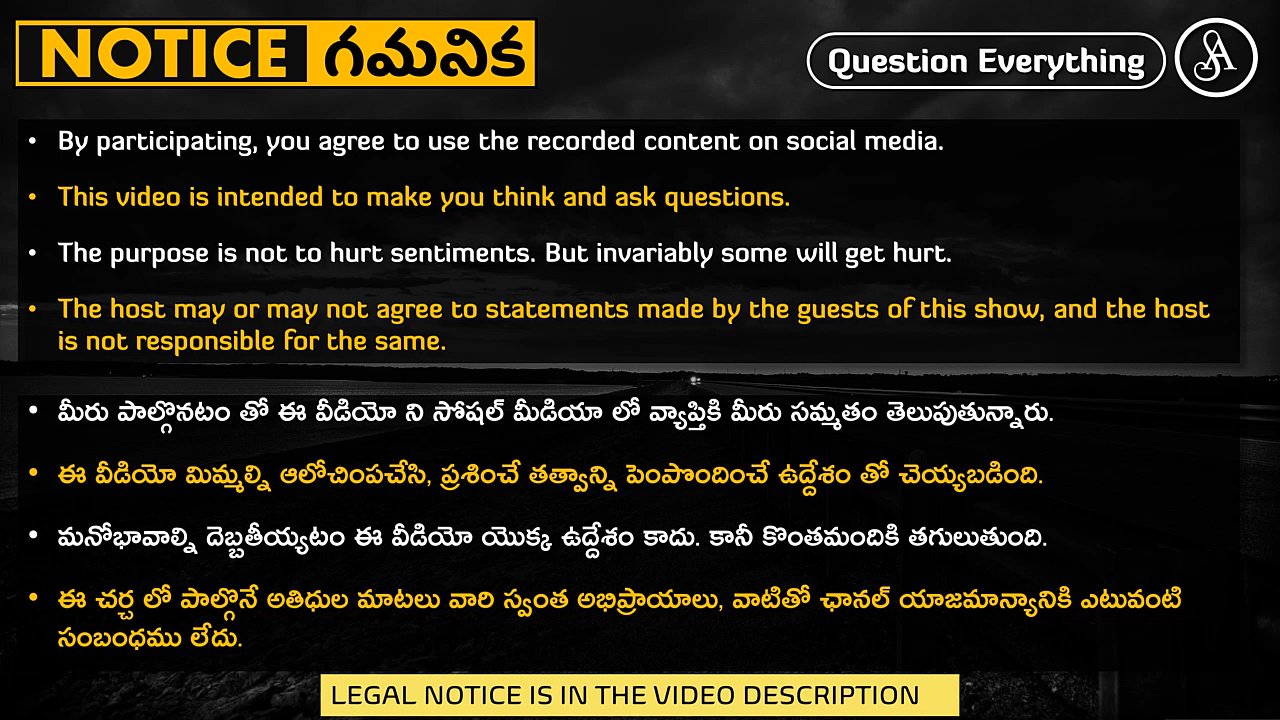 NOTICE గమనిక
Question Everything
• By participating, you agree to use the recorded content on social media.
• This video is intended to make you think and ask questions.
• The purpose is not to hurt sentiments. But invariably some will get hurt.
• The host may or may not agree to statements made by the guests of this show, and the host
is not responsible for the same.
• మీరు పాల్గొనటం తో ఈ వీడియో ని సోషల్ మీడియా లో వ్యాప్తికి మీరు సమ్మతం తెలుపుతున్నారు.
• ఈ వీడియో మిమ్మల్ని ఆలోచింపచేసి, ప్రశించే తత్వాన్ని పెంపొందించే ఉద్దేశం తో చెయ్యబడింది.
• మనోభావాల్ని దెబ్బతీయ్యటం ఈ వీడియో యొక్క ఉద్దేశం కాదు. కానీ కొంతమందికి తగులుతుంది.
• ఈ చర్చ లో పాల్గొనే అతిధుల మాటలు వారి స్వంత అభిప్రాయాలు, వాటితో ఛానల్ యాజమాన్యానికి ఎటువంటి
సంబంధము లేదు.
LEGAL NOTICE IS IN THE VIDEO DESCRIPTION